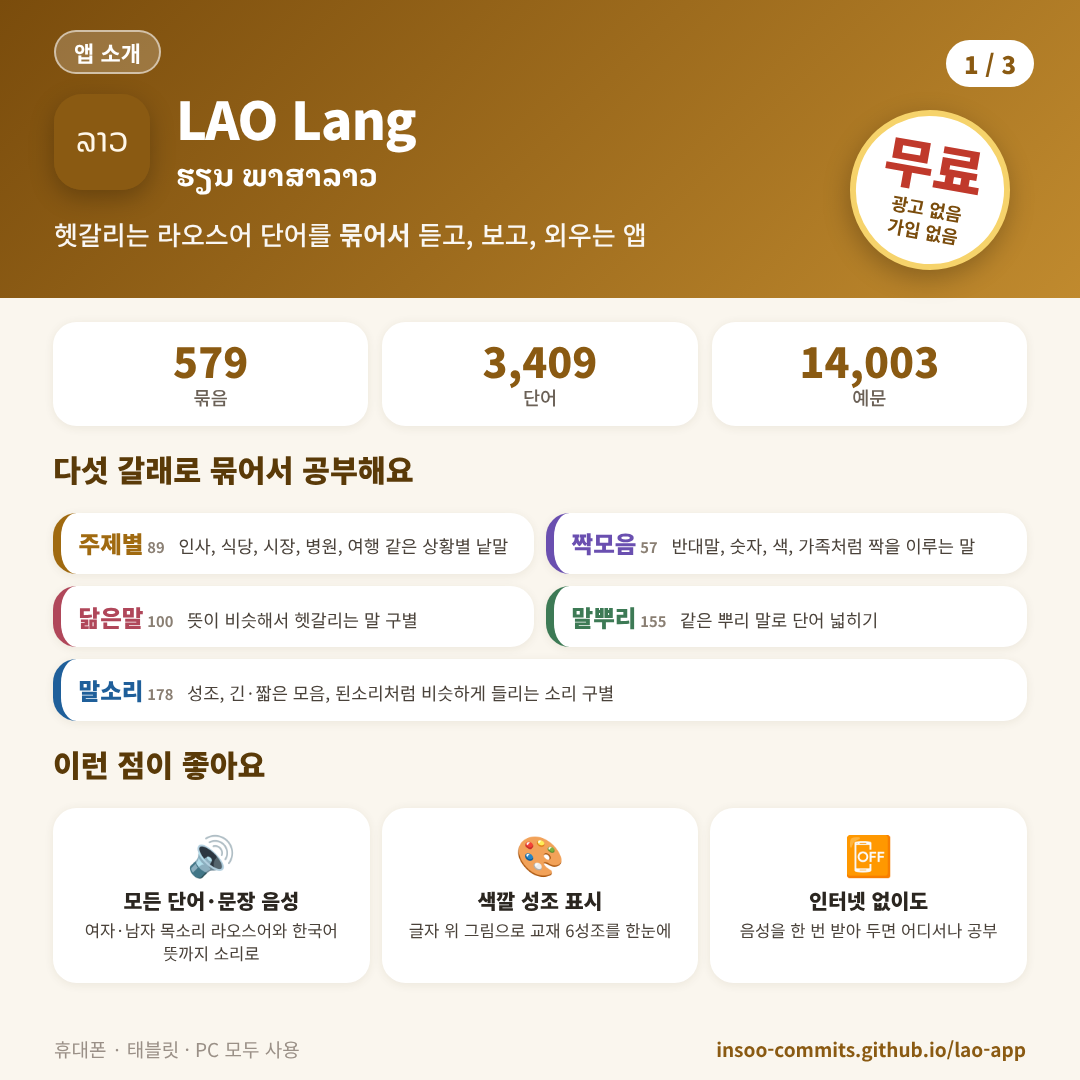 앱 소개
1 / 3
ລາວ
LAO Lang
ຮຽນ ພາສາລາວ
헷갈리는 라오스어 단어를 묶어서 듣고, 보고, 외우는 앱
무료
광고 없음
가입 없음
579
묶음
3,409
단어
14,003
예문
다섯 갈래로 묶어서 공부해요
주제별 89 인사, 식당, 시장, 병원, 여행 같은 상황별 낱말
짝모음 57 반대말, 숫자, 색, 가족처럼 짝을 이루는 말
닮은말 100 뜻이 비슷해서 헷갈리는 말 구별
말뿌리 155 같은 뿌리 말로 단어 넓히기
말소리 178 성조, 긴·짧은 모음, 된소리처럼 비슷하게 들리는 소리 구별
이런 점이 좋아요
모든 단어·문장 음성
여자·남자 목소리 라오스어와 한국어
뜻까지 소리로
색깔 성조 표시
글자 위 그림으로 교재 6성조를 한눈에
OFF
인터넷 없이도
음성을 한 번 받아 두면 어디서나 공부
휴대폰 · 태블릿 · PC 모두 사용
insoo-commits.github.io/lao-app